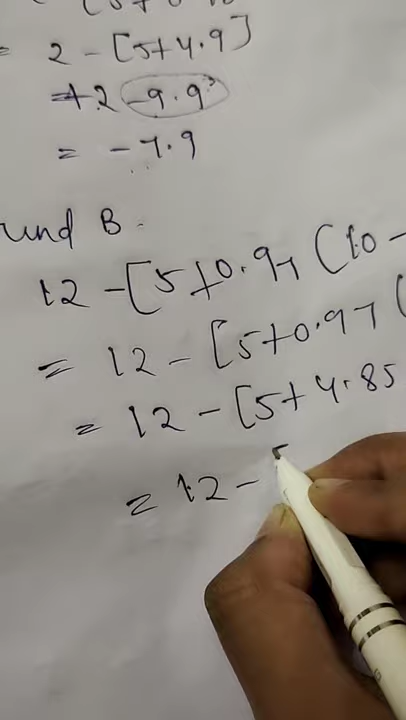 2 - [5+4.9]
2 - 9.9
= - 7.9
und B.
12 - [5+0.97 (10 -
= 12 - [5+0.97 (
= 12 - [5+ 4.85
= 12 - 5